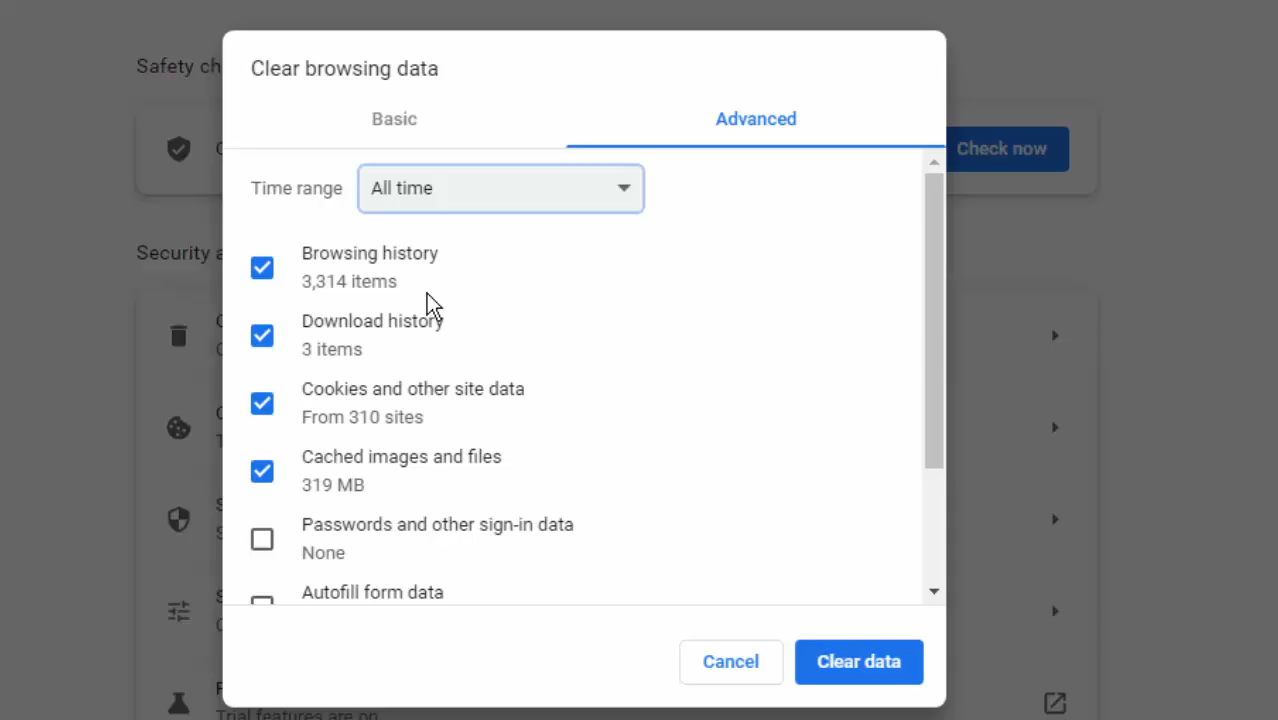 Clear browsing data
Safety ch
Basic
Advanced
Check now
Time range
All time
Security a
Browsing history
3,314 items
Download history
3 items
Cookies and other site data
From 310 sites
Cached images and files
319 MB
Passwords and other sign-in data
None
Autofill form data
Cancel
Clear data
Trial features are on